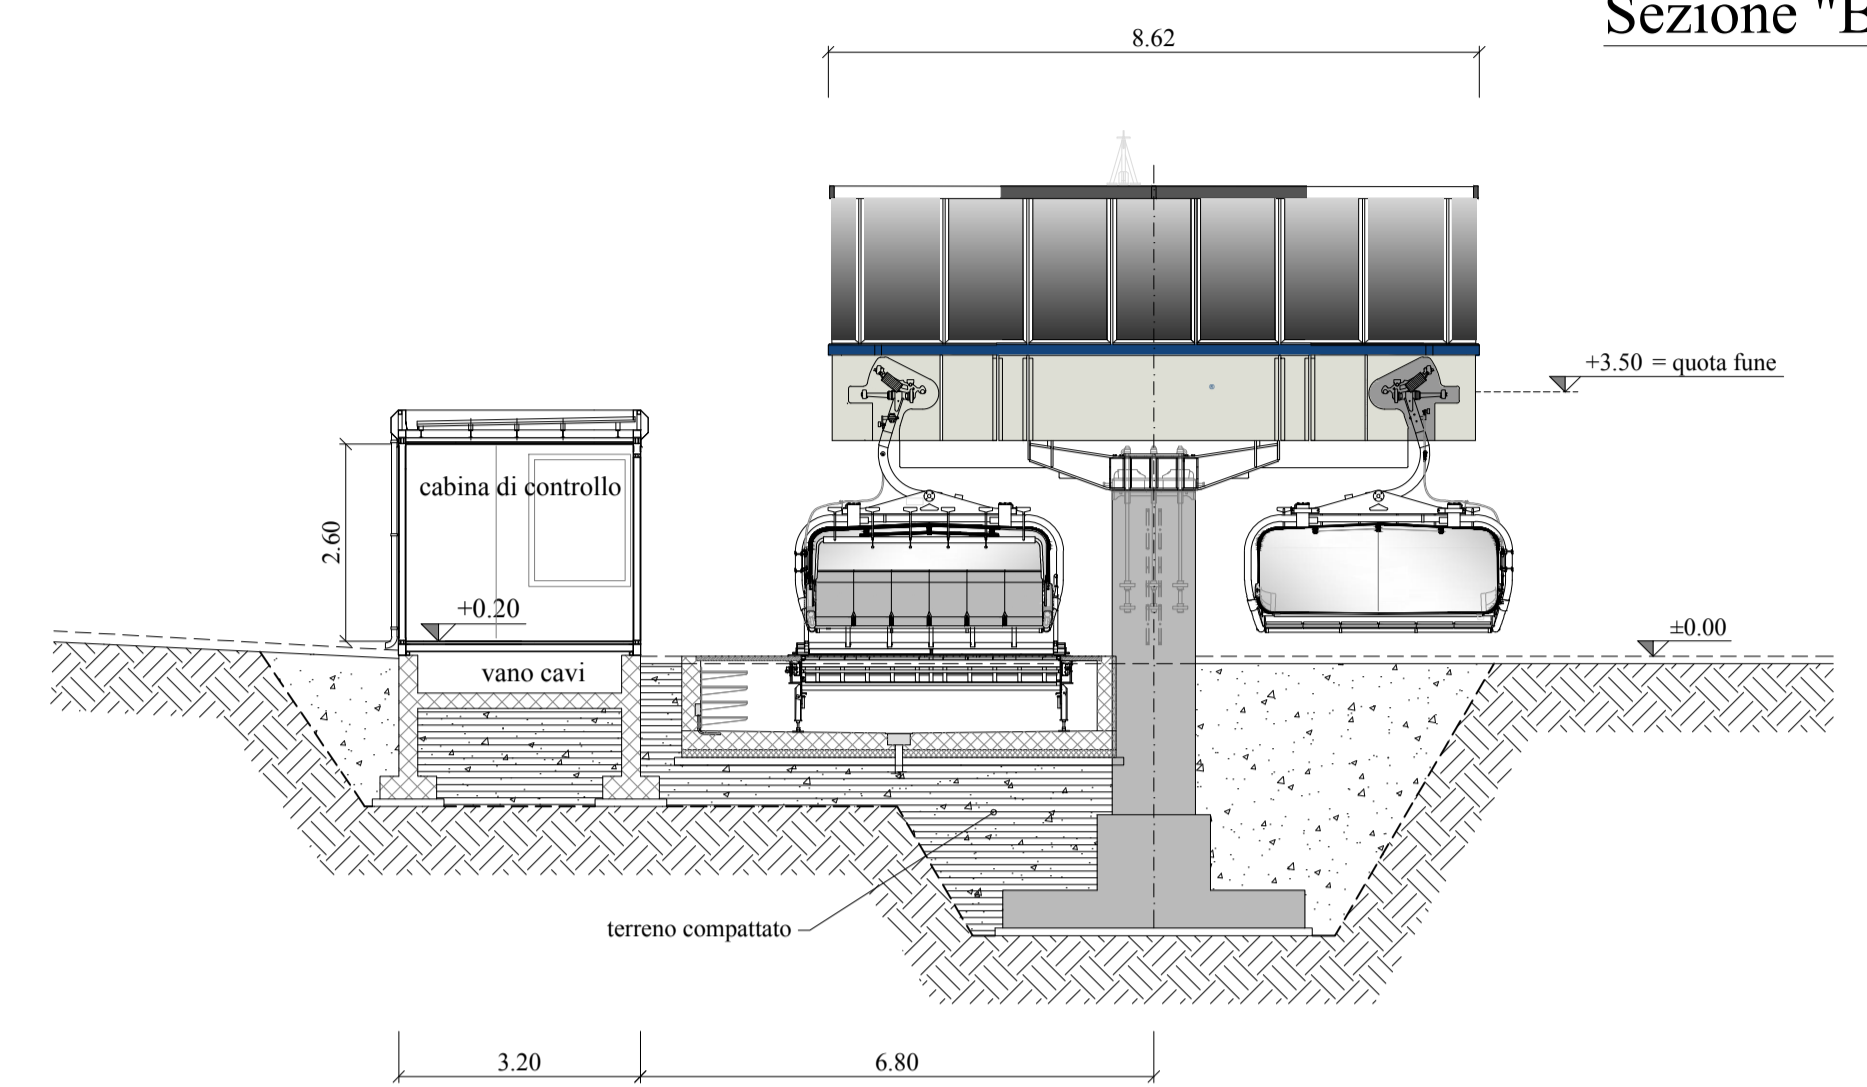 Sezione "B
8.62
+3.50 = quota fune
cabina di controllo
2.60
+0.20
±0.00
vano cavi
terreno compattato
3.20
6.80